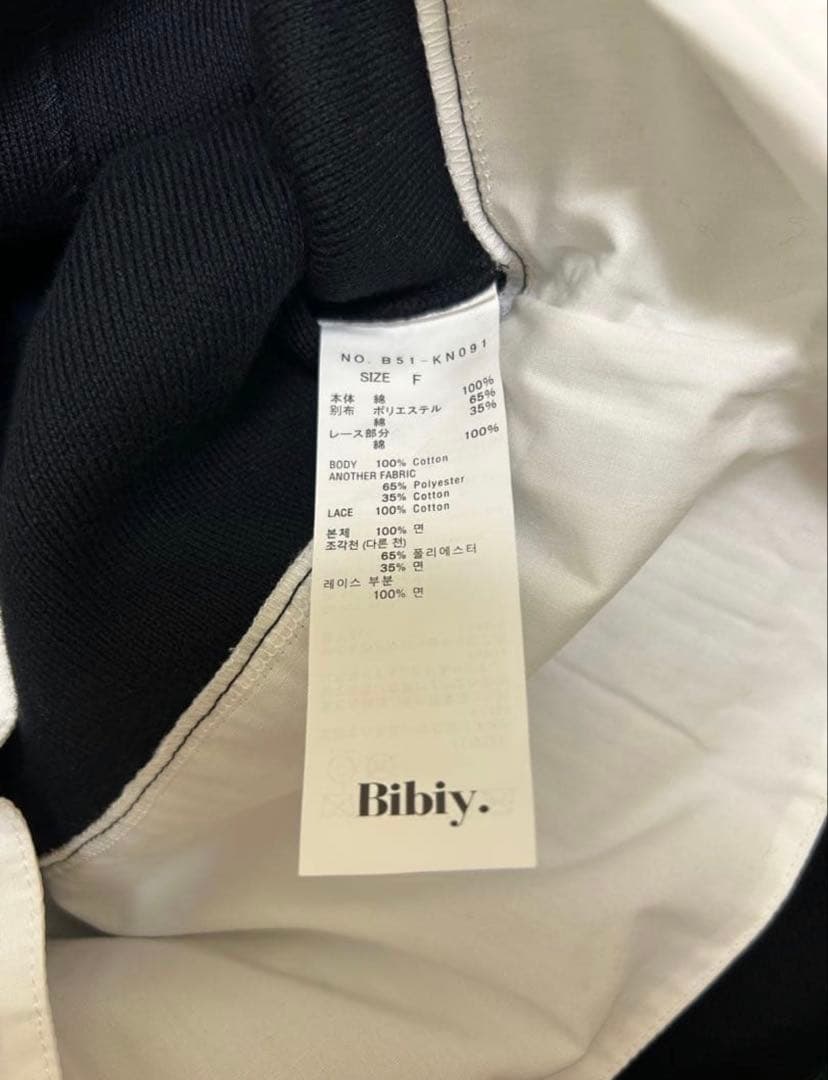 NO. B51-KN091
SIZE F
本体 綿 100%
別布 ポリエステル 65%
綿 35%
レース部分
綿 100%
BODY 100% Cotton
ANOTHER FABRIC
65% Polyester
35% Cotton
LACE 100% Cotton
본체 100% 면
조각천 (다른 천)
65% 폴리에스터
35% 면
레이스 부분
100% 면
Bibiy.